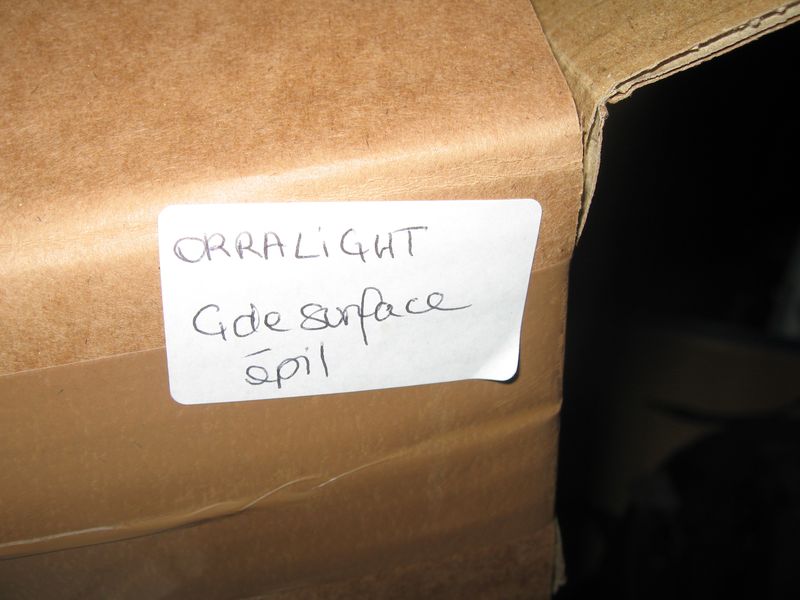 ORRALiGHT
Gde surface
épil